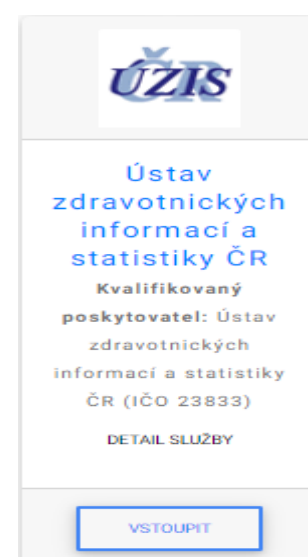 ÚZIS
ČR
Ústav
zdravotnických
informací a
statistiky ČR
Kvalifikovaný
poskytovatel: Ústav
zdravotnických
informací a statistiky
ČR (IČO 23833)
DETAIL SLUŽBY
VSTOUPIT